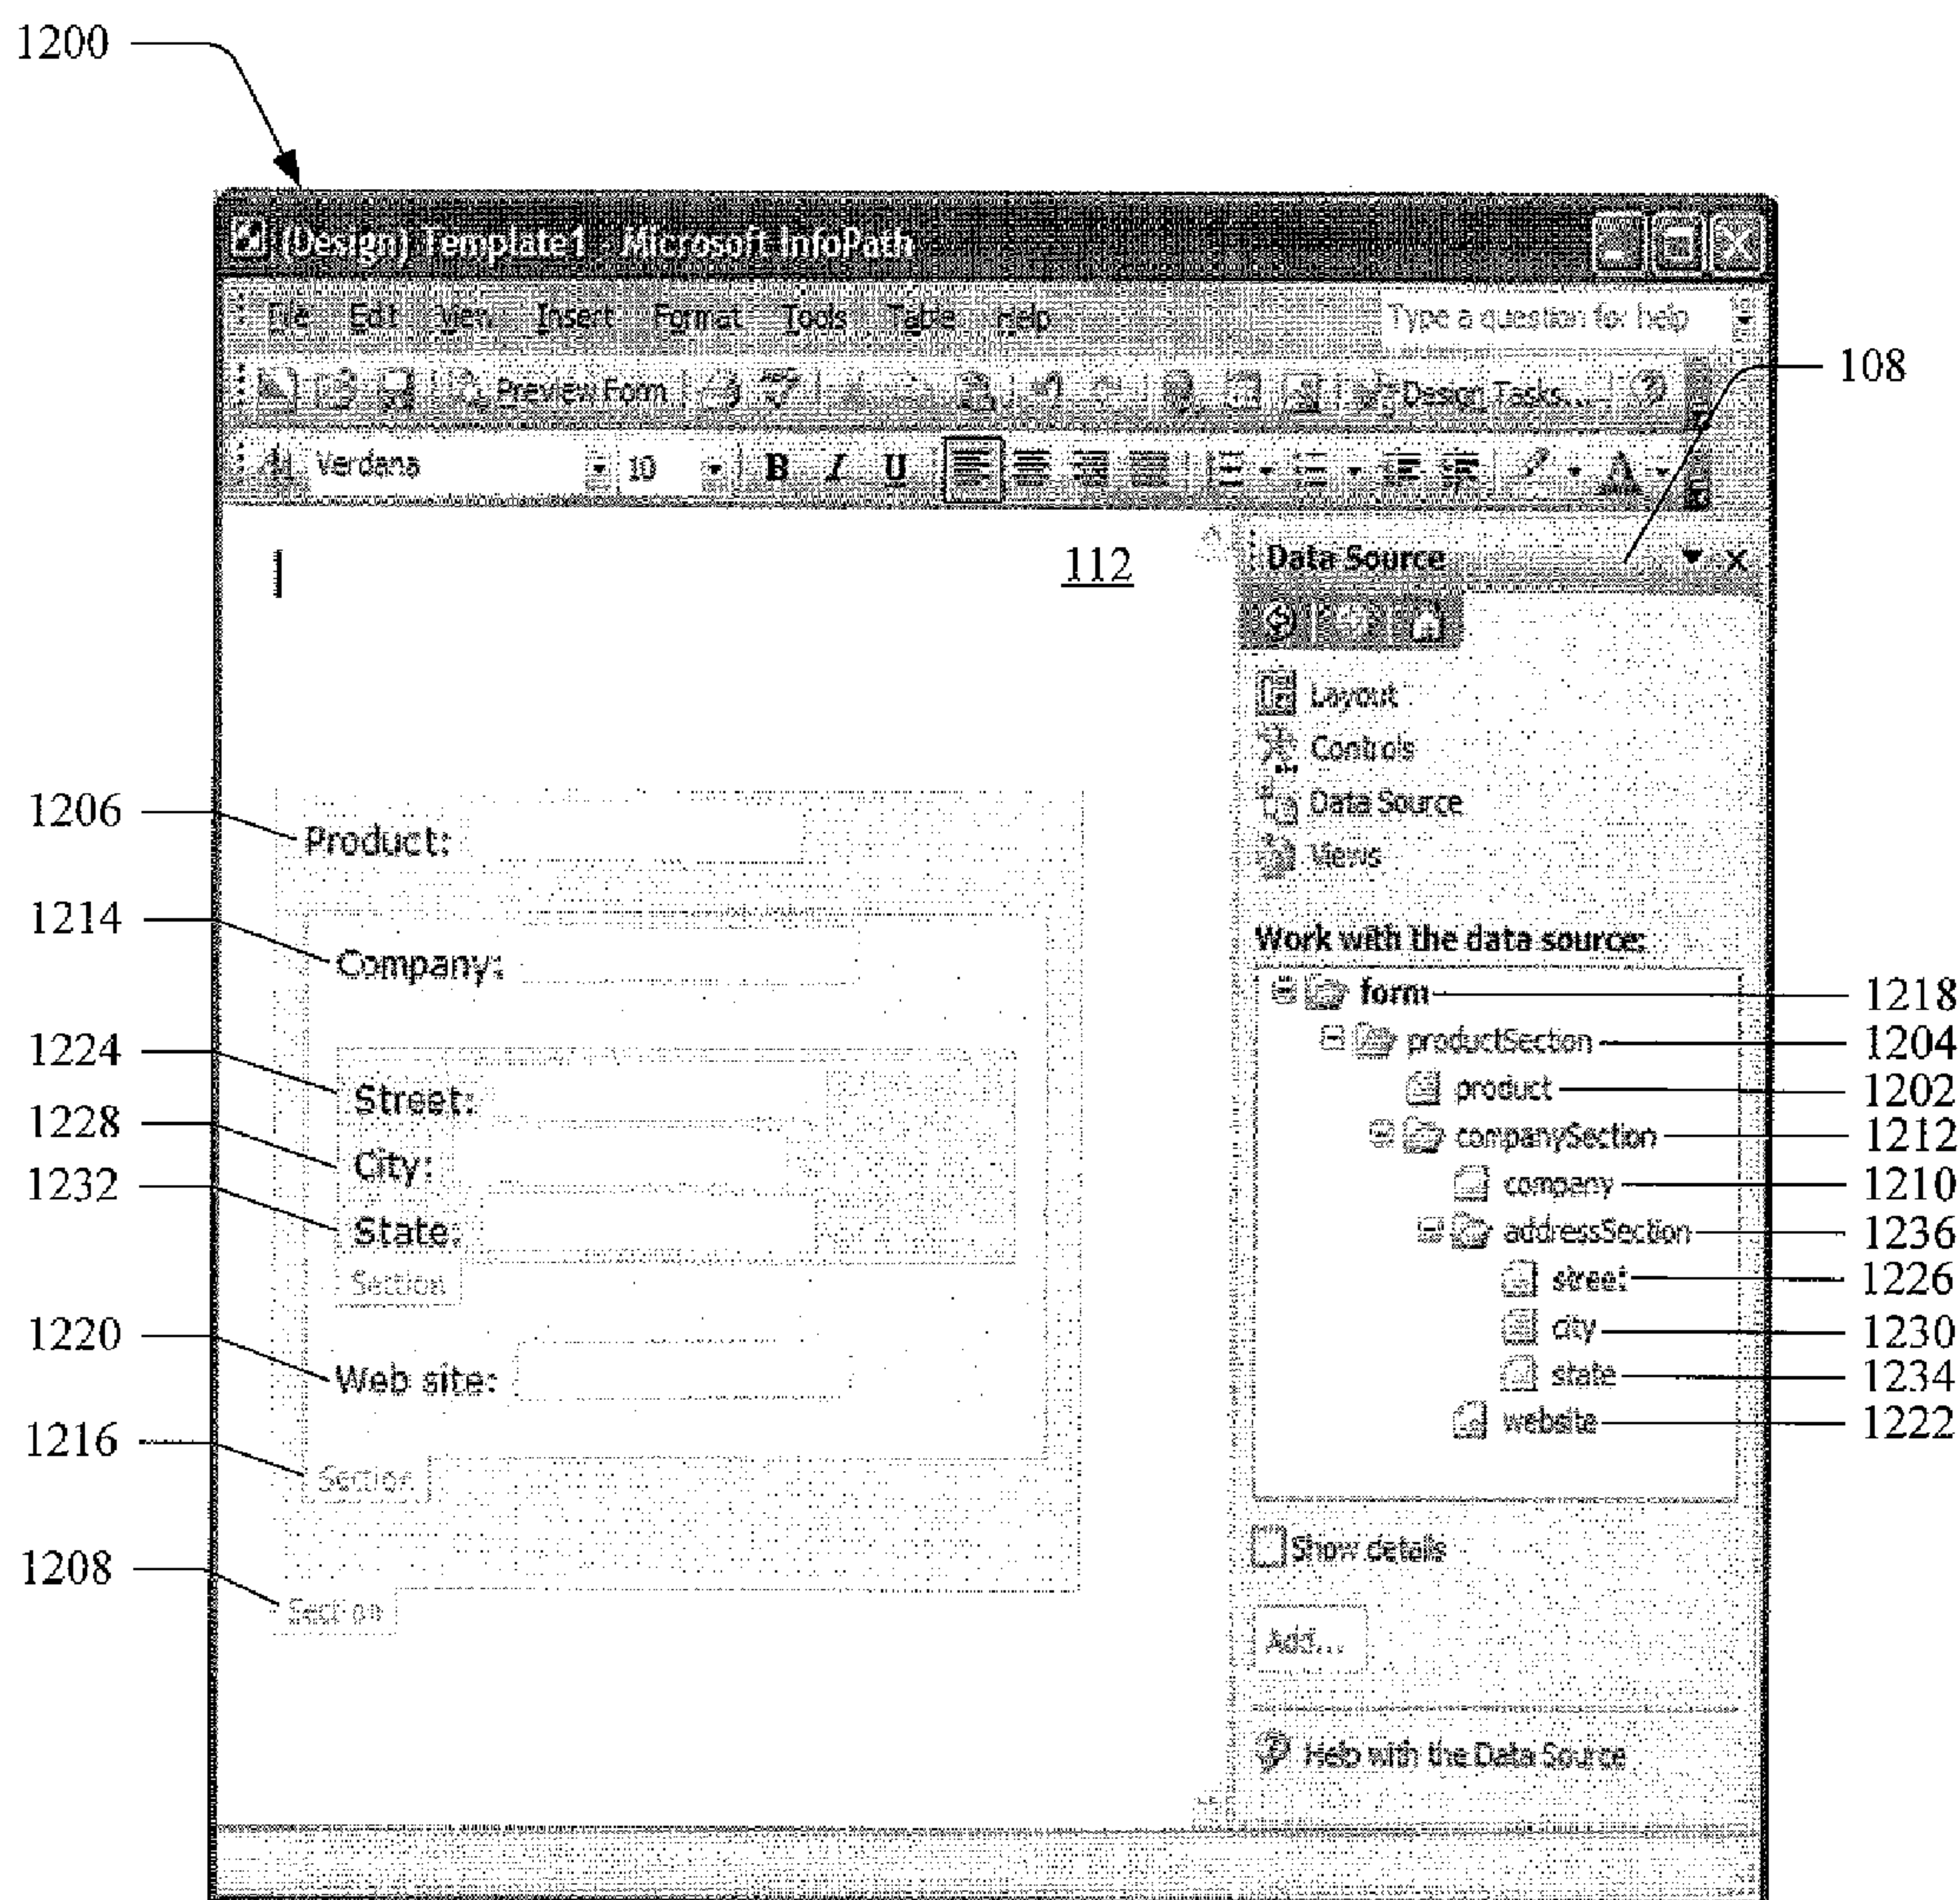 1200
(Design) Template1 - Microsoft InfoPath
File Edit View Insert Format Tools Table Help Type a question for help
Preview Form Design Tasks...
108
Verdana 10 B I U
112
Data Source
Layout
Controls
Data Source
Views
1206
Product:
1214
Company:
1224
Street:
1228
City:
1232
State:
Section
1220
Web site:
1216
Section
1208
Section
Work with the data source:
form 1218
productSection 1204
product 1202
companySection 1212
company 1210
addressSection 1236
street 1226
city 1230
state 1234
website 1222
Show details
Add...
Help with the Data Source